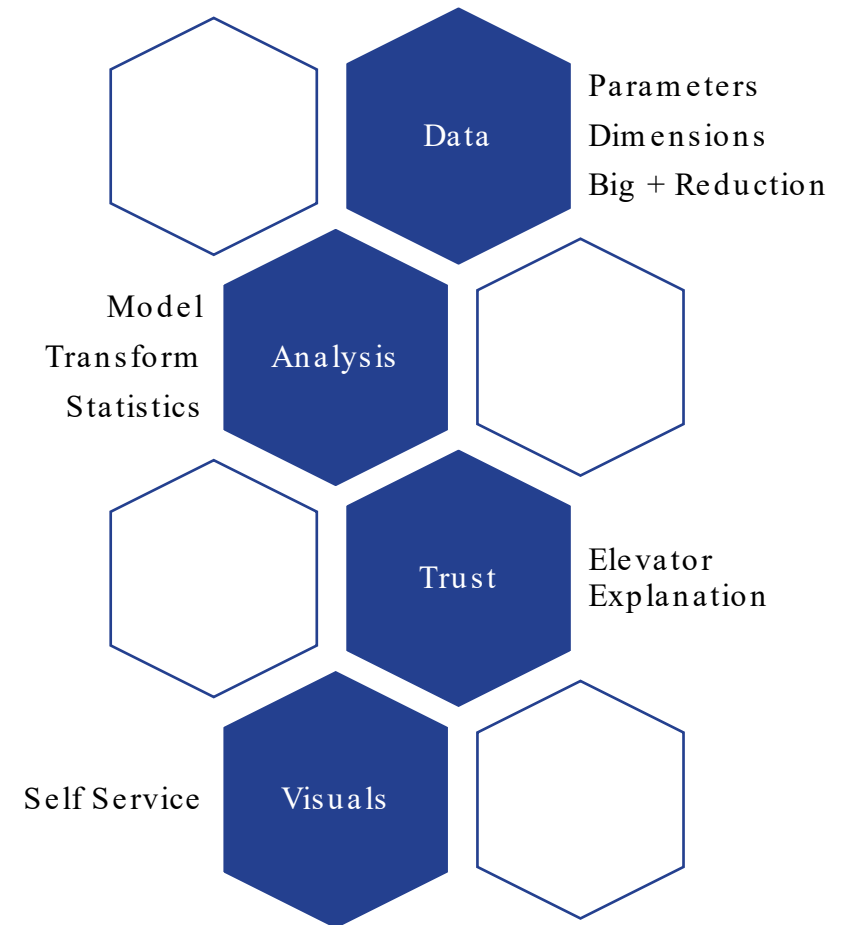 Data
Parameters
Dimensions
Big + Reduction
Model
Transform
Statistics
Analysis
Trust
Elevator
Explanation
Self Service
Visuals